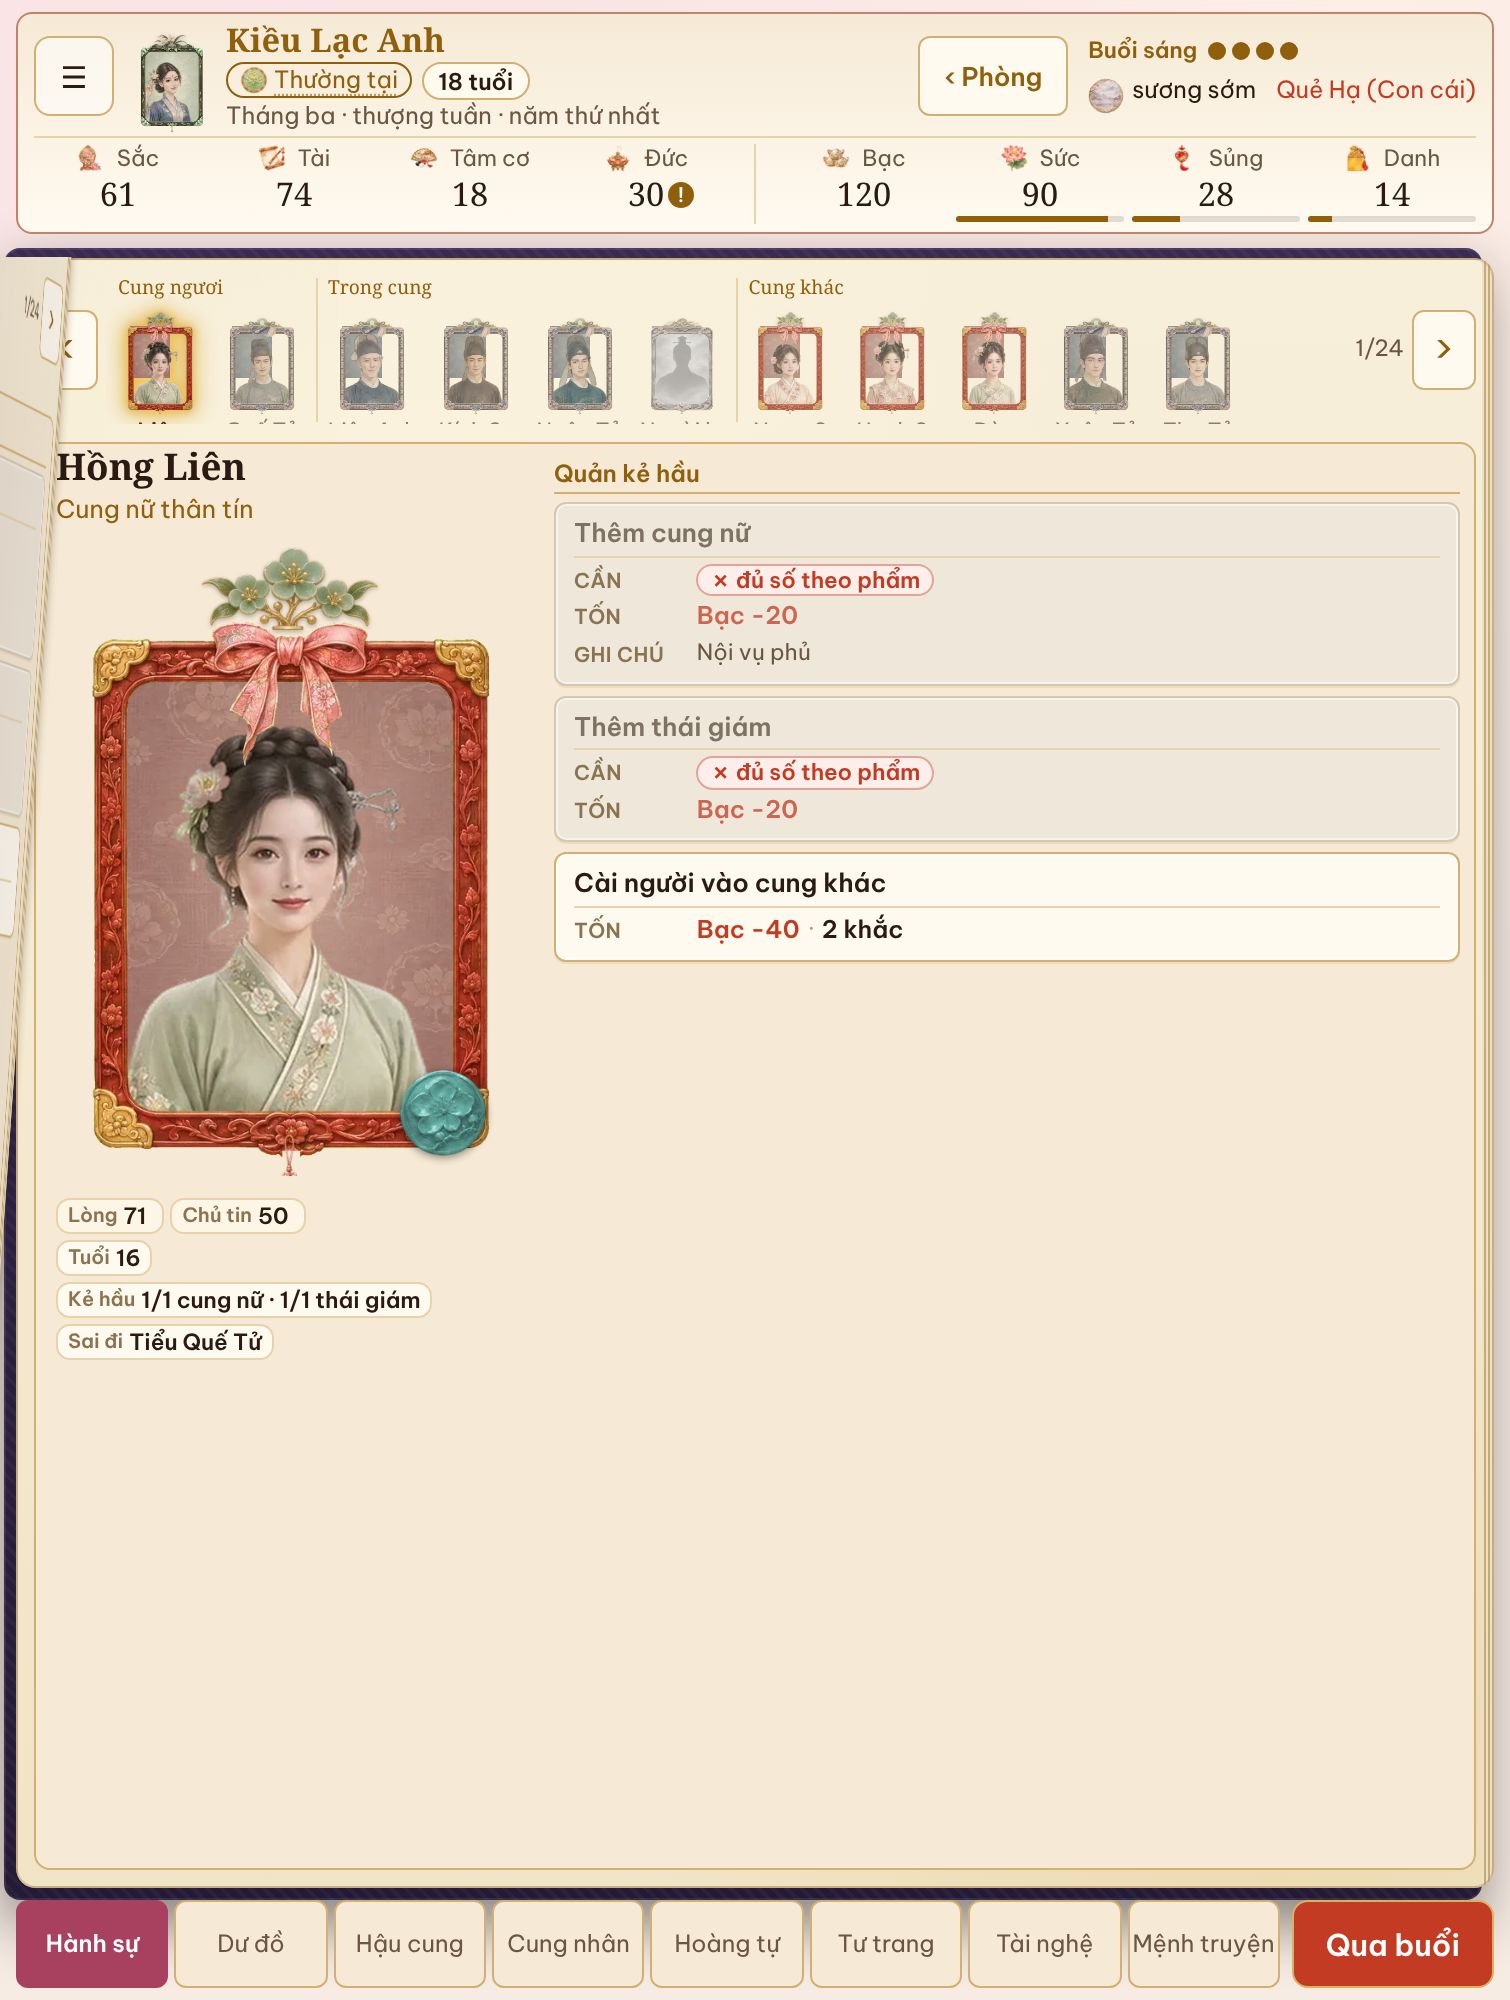 ☰
Kiều Lạc Anh
Thường tại
18 tuổi
Tháng ba · thượng tuần · năm thứ nhất
‹ Phòng
Buổi sáng
sương sớm
Quẻ Hạ (Con cái)
Sắc
61
Tài
74
Tâm cơ
18
Đức
30 !
Bạc
120
Sức
90
Sủng
28
Danh
14
1/24
Cung ngươi
Trong cung
Cung khác
1/24
Hồng Liên
Cung nữ thân tín
Lòng 71
Chủ tin 50
Tuổi 16
Kẻ hầu 1/1 cung nữ · 1/1 thái giám
Sai đi Tiểu Quế Tử
Quản kẻ hầu
Thêm cung nữ
CẦN × đủ số theo phẩm
TỐN Bạc -20
GHI CHÚ Nội vụ phủ
Thêm thái giám
CẦN × đủ số theo phẩm
TỐN Bạc -20
Cài người vào cung khác
TỐN Bạc -40 · 2 khắc
Hành sự
Dư đồ
Hậu cung
Cung nhân
Hoàng tự
Tư trang
Tài nghệ
Mệnh truyện
Qua buổi